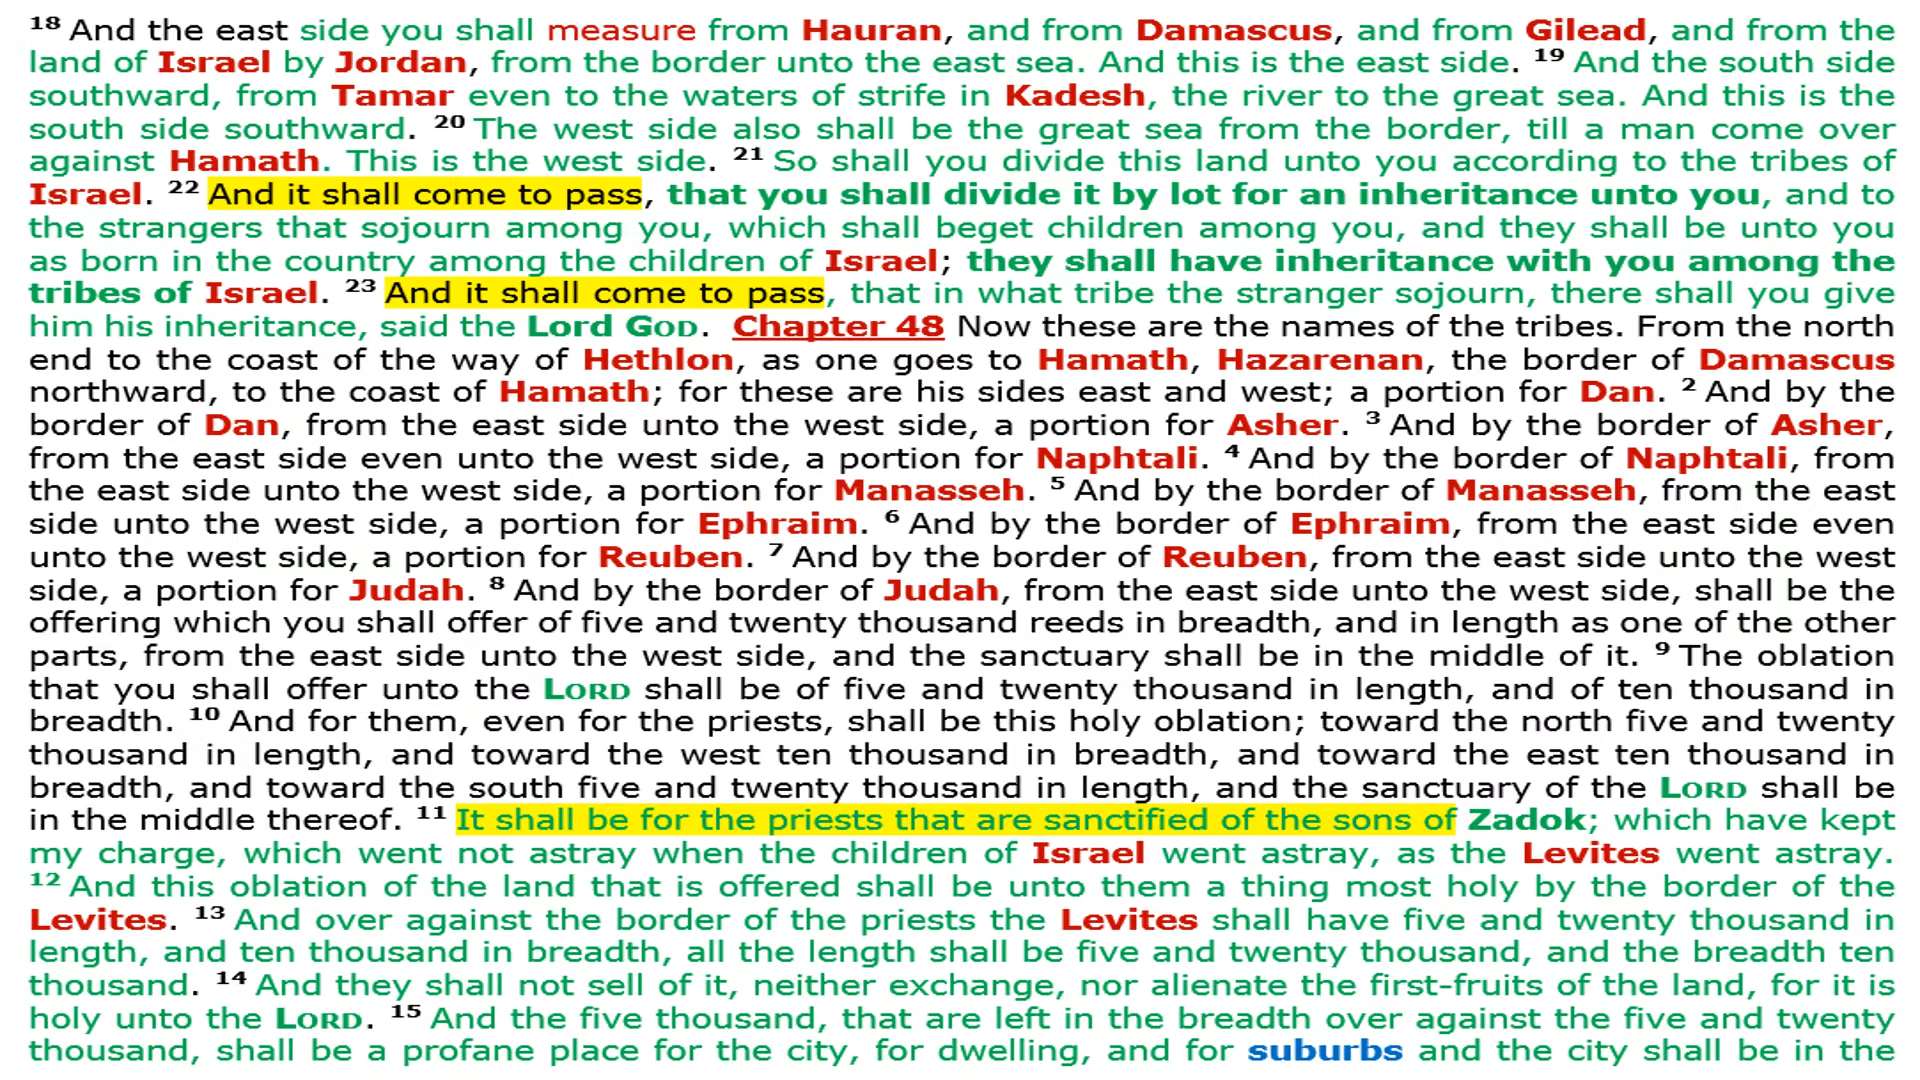 18 And the east side you shall measure from Hauran, and from Damascus, and from Gilead, and from the
land of Israel by Jordan, from the border unto the east sea. And this is the east side. 19 And the south side
southward, from Tamar even to the waters of strife in Kadesh, the river to the great sea. And this is the
south side southward. 20 The west side also shall be the great sea from the border, till a man come over
against Hamath. This is the west side. 21 So shall you divide this land unto you according to the tribes of
Israel. 22 And it shall come to pass, that you shall divide it by lot for an inheritance unto you, and to
the strangers that sojourn among you, which shall beget children among you, and they shall be unto you
as born in the country among the children of Israel; they shall have inheritance with you among the
tribes of Israel. 23 And it shall come to pass, that in what tribe the stranger sojourn, there shall you give
him his inheritance, said the Lord GOD. Chapter 48 Now these are the names of the tribes. From the north
end to the coast of the way of Hethlon, as one goes to Hamath, Hazarenan, the border of Damascus
northward, to the coast of Hamath; for these are his sides east and west; a portion for Dan. 2 And by the
border of Dan, from the east side unto the west side, a portion for Asher. 3 And by the border of Asher,
from the east side even unto the west side, a portion for Naphtali. 4 And by the border of Naphtali, from
the east side unto the west side, a portion for Manasseh. 5 And by the border of Manasseh, from the east
side unto the west side, a portion for Ephraim. 6 And by the border of Ephraim, from the east side even
unto the west side, a portion for Reuben. 7 And by the border of Reuben, from the east side unto the west
side, a portion for Judah. 8 And by the border of Judah, from the east side unto the west side, shall be the
offering which you shall offer of five and twenty thousand reeds in breadth, and in length as one of the other
parts, from the east side unto the west side, and the sanctuary shall be in the middle of it. 9 The oblation
that you shall offer unto the LORD shall be of five and twenty thousand in length, and of ten thousand in
breadth. 10 And for them, even for the priests, shall be this holy oblation; toward the north five and twenty
thousand in length, and toward the west ten thousand in breadth, and toward the east ten thousand in
breadth, and toward the south five and twenty thousand in length, and the sanctuary of the LORD shall be
in the middle thereof. 11 It shall be for the priests that are sanctified of the sons of Zadok; which have kept
my charge, which went not astray when the children of Israel went astray, as the Levites went astray.
12 And this oblation of the land that is offered shall be unto them a thing most holy by the border of the
Levites. 13 And over against the border of the priests the Levites shall have five and twenty thousand in
length, and ten thousand in breadth, all the length shall be five and twenty thousand, and the breadth ten
thousand. 14 And they shall not sell of it, neither exchange, nor alienate the first-fruits of the land, for it is
holy unto the LORD. 15 And the five thousand, that are left in the breadth over against the five and twenty
thousand, shall be a profane place for the city, for dwelling, and for suburbs and the city shall be in the